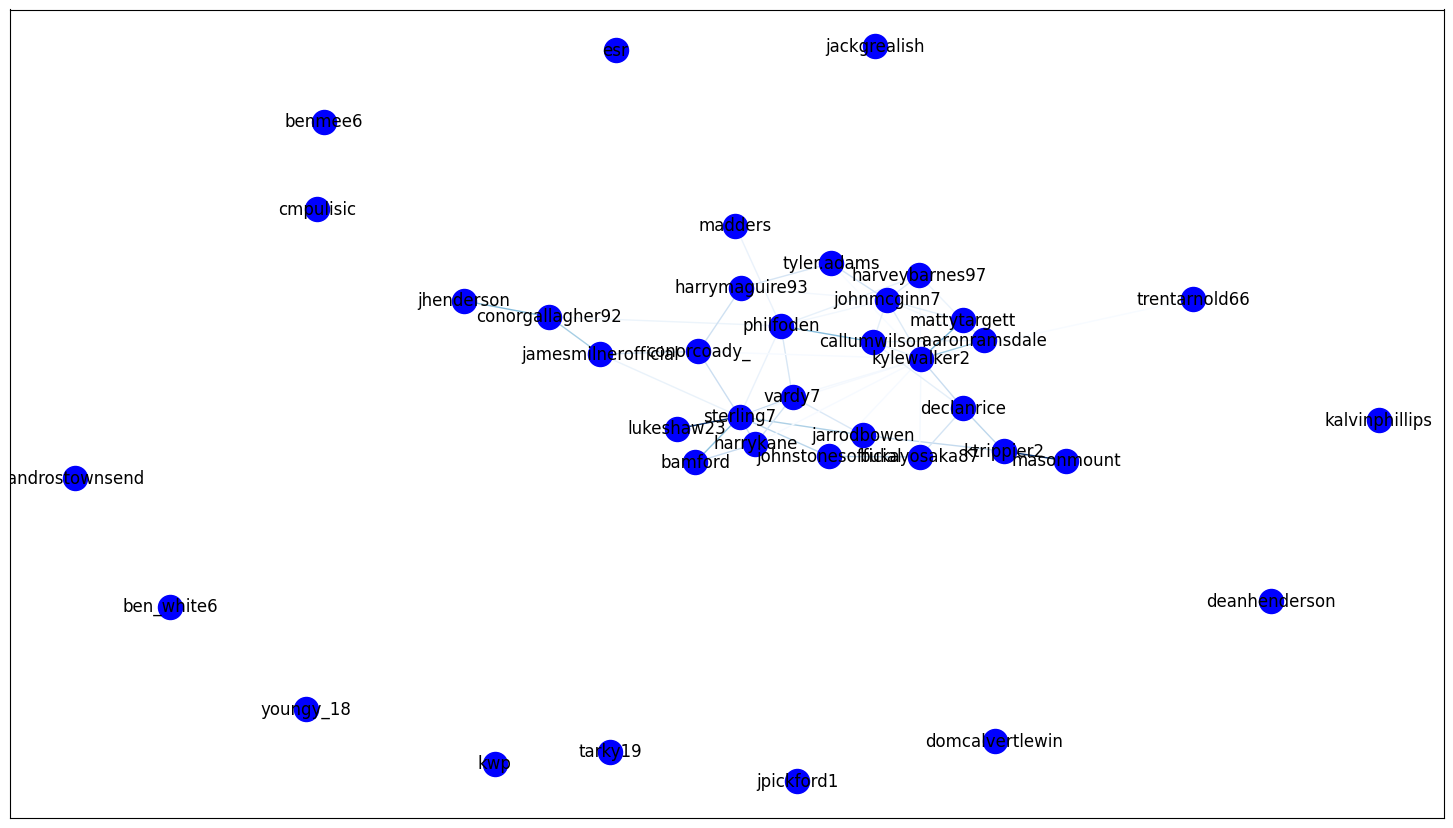 esr
jackgrealish
benmee6
cmpulisic
madders
tyleradams
harveybarnes97
harrymaguire93
johnmcginn7
jhenderson
trentarnold66
conorgallagher92
philfoden
mattytargett
callumwilson
aaronramsdale
jamesmilnerofficial
conorcoady_
kylewalker2
vardy7
declanrice
sterling7
kalvinphillips
lukeshaw23
jarrodbowen
harrykane
ktrippier2
bamford
johnstonesofficial
bukayosaka87
masonmount
androstownsend
ben_white6
deanhenderson
youngy_18
domcalvertlewin
tarky19
kwp
jpickford1